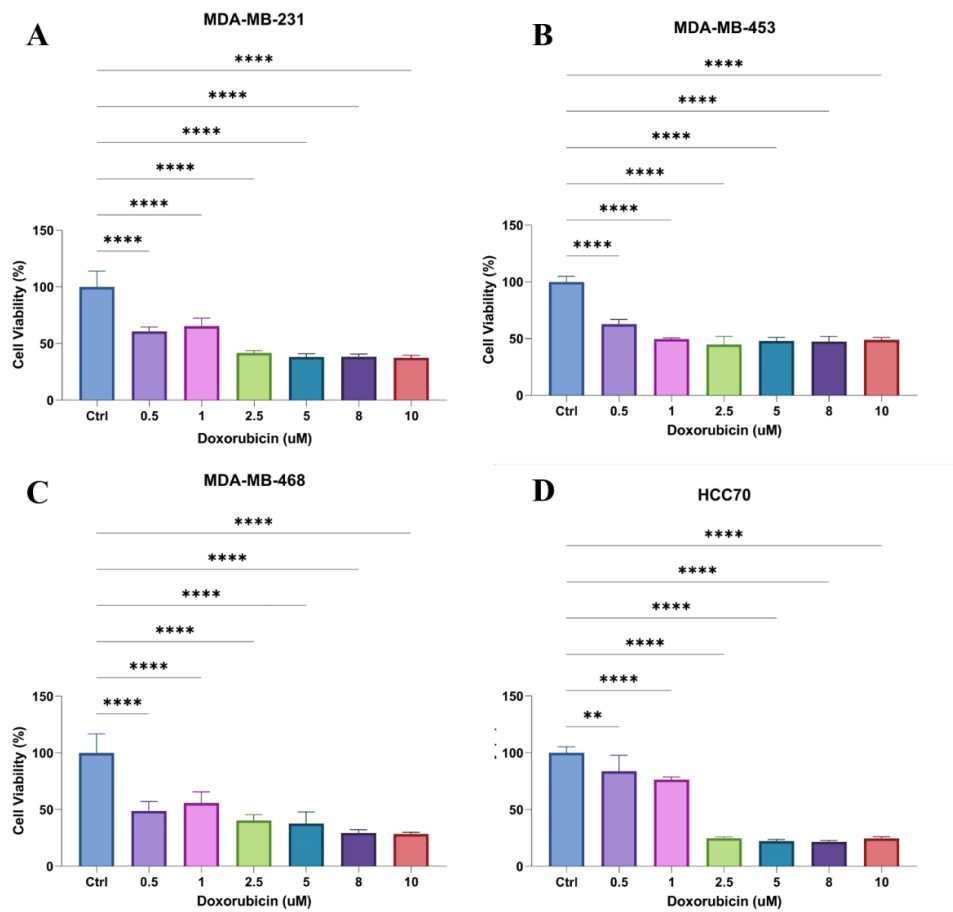 A
MDA-MB-231
****
****
****
****
****
****
150
100
50
0
Cell Viability (%)
Ctrl 0.5 1 2.5 5 8 10
Doxorubicin (uM)
B
MDA-MB-453
****
****
****
****
****
****
150
100
50
0
Cell Viability (%)
Ctrl 0.5 1 2.5 5 8 10
Doxorubicin (uM)
C
MDA-MB-468
****
****
****
****
****
****
150
100
50
0
Cell Viability (%)
Ctrl 0.5 1 2.5 5 8 10
Doxorubicin (uM)
D
HCC70
****
****
****
****
****
**
150
100
50
0
Ctrl 0.5 1 2.5 5 8 10
Doxorubicin (uM)